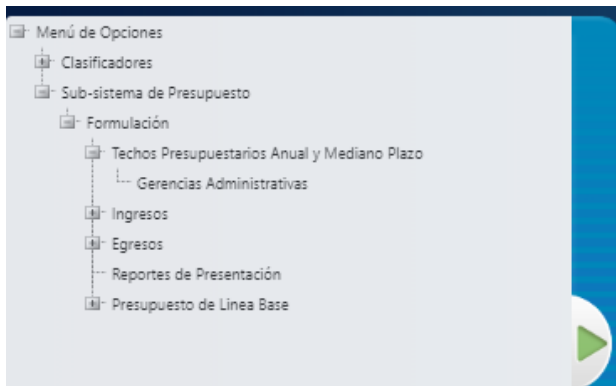 Menú de Opciones
Clasificadores
Sub-sistema de Presupuesto
Formulación
Techos Presupuestarios Anual y Mediano Plazo
Gerencias Administrativas
Ingresos
Egresos
Reportes de Presentación
Presupuesto de Linea Base